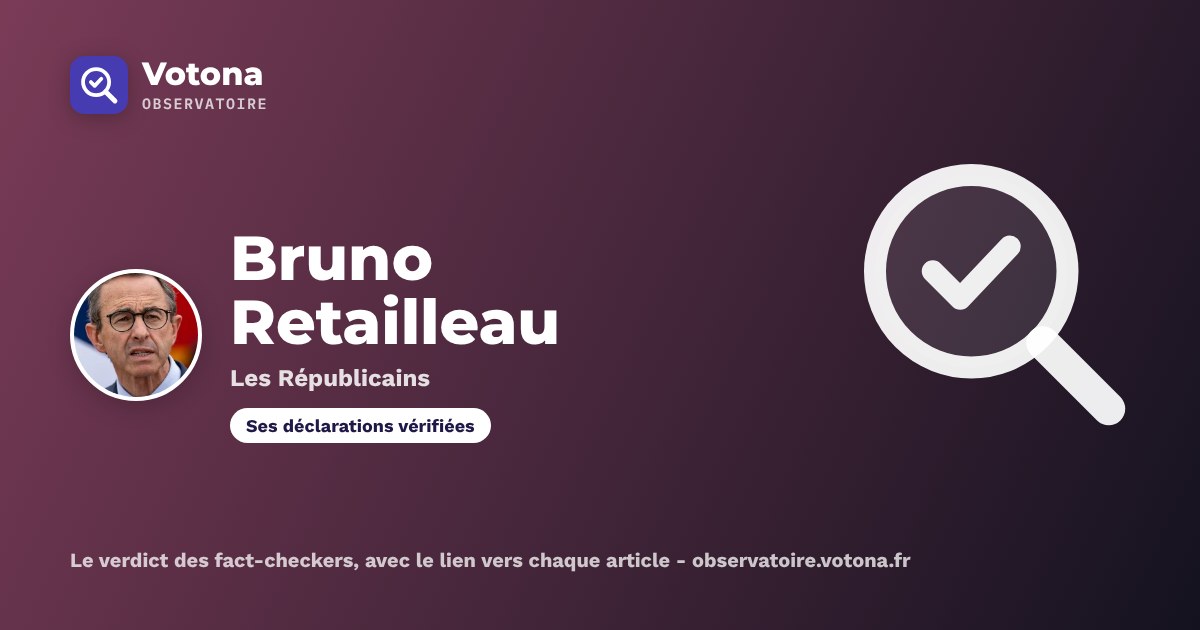 Votona
OBSERVATOIRE
Bruno
Retailleau
Les Républicains
Ses déclarations vérifiées
Le verdict des fact-checkers, avec le lien vers chaque article - observatoire.votona.fr